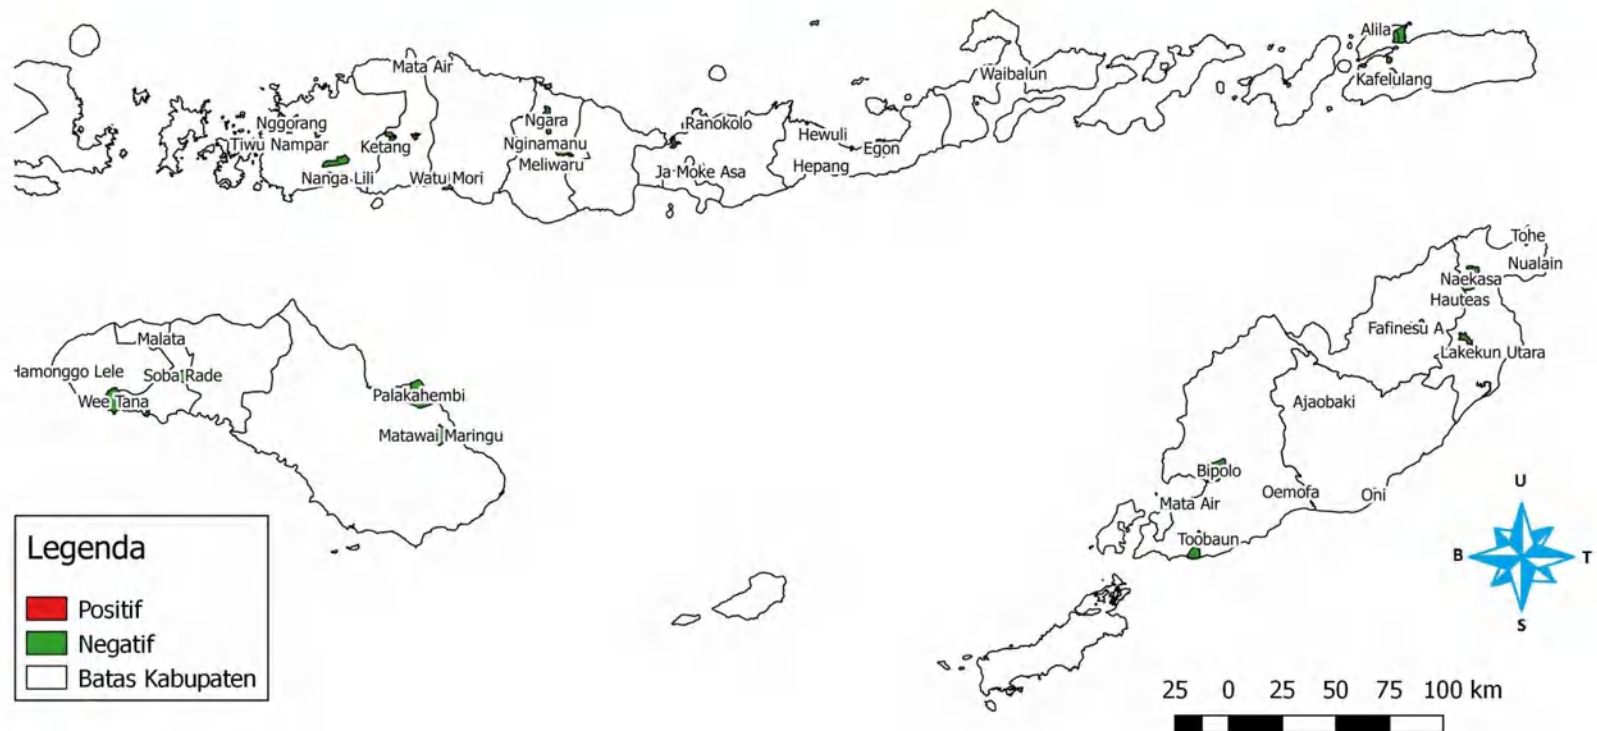 Alila
Mata Air
Waibalun
Kafelulang
Nggorang
Ngara
Ranokolo
Hewuli
Tiwu Nampar
Ketang
Nginamanu
Egon
Meliwaru
Ja Moke Asa
Hepang
Nanga Lili
Watu Mori
Tohe
Nualain
Naekasa
Hauteas
Fafinesu A
Lakekun Utara
Malata
Hamonggo Lele
Soba Rade
Wee Tana
Palakahembi
Matawai Maringu
Ajaobaki
Bipolo
Mata Air
Oemofa
Oni
Toobaun
U
B
T
S
Legenda
Positif
Negatif
Batas Kabupaten
25 0 25 50 75 100 km